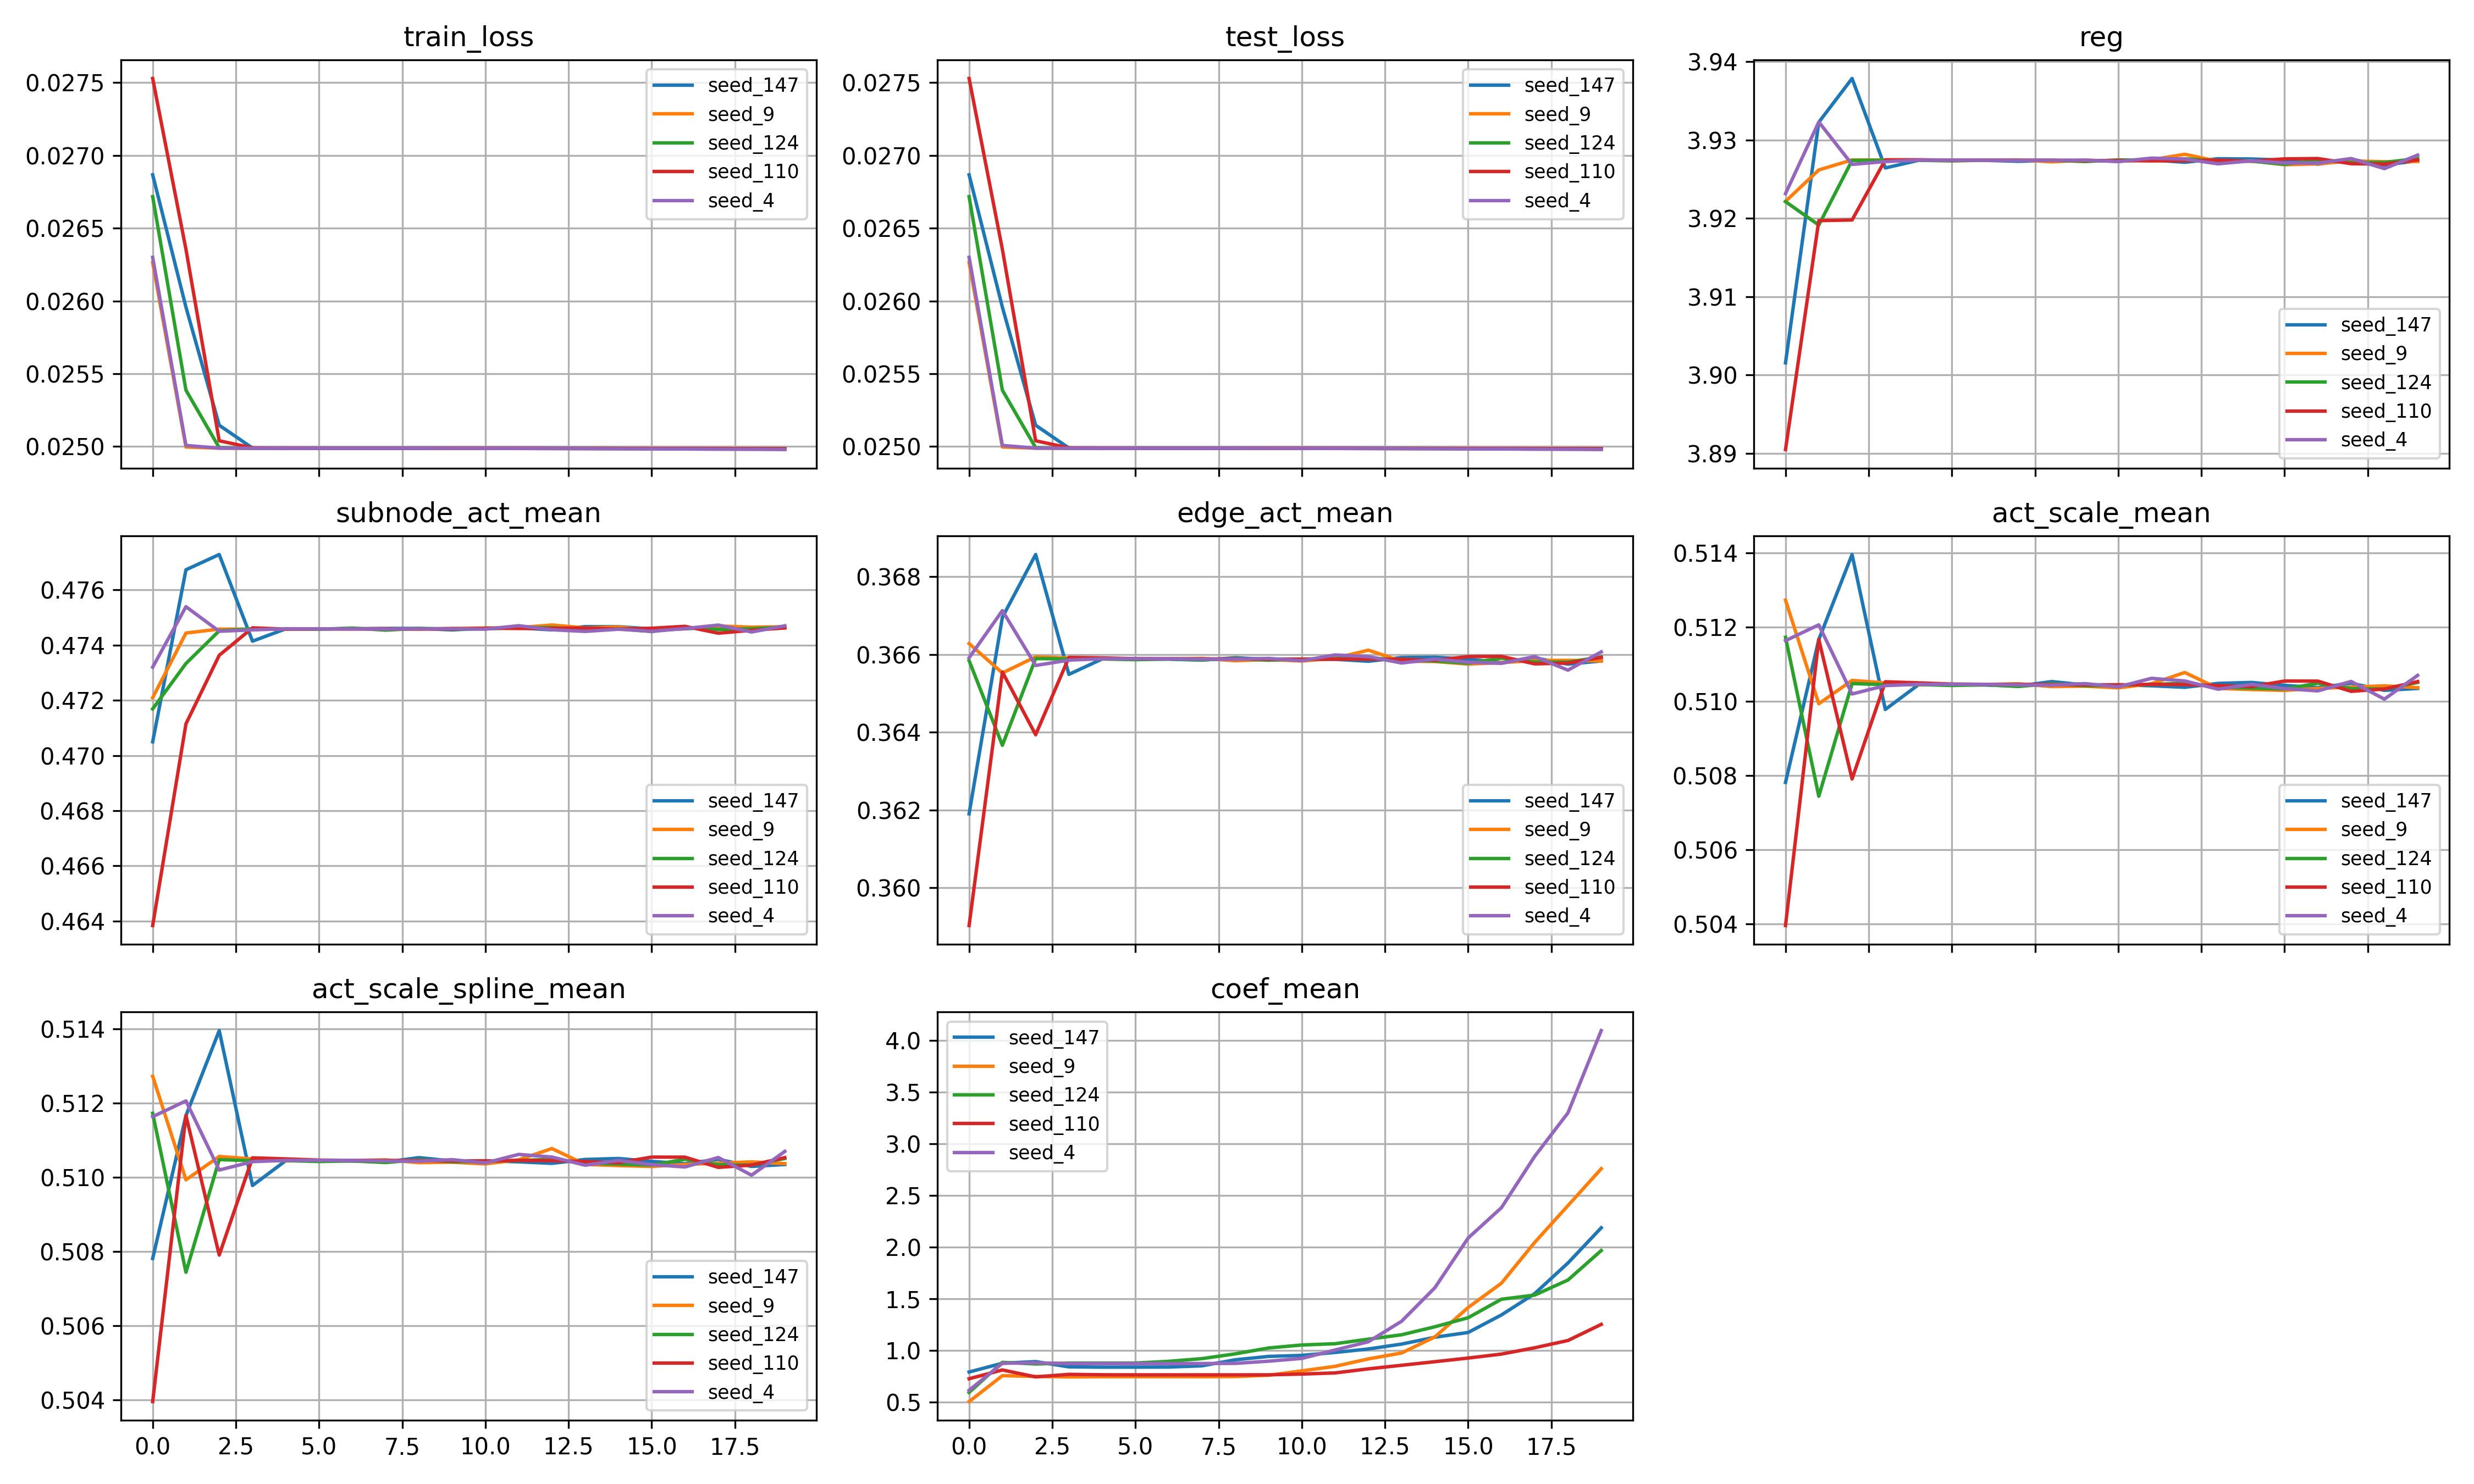 train_loss
0.0275
0.0270
0.0265
0.0260
0.0255
0.0250
seed_147
seed_9
seed_124
seed_110
seed_4
test_loss
0.0275
0.0270
0.0265
0.0260
0.0255
0.0250
seed_147
seed_9
seed_124
seed_110
seed_4
reg
3.94
3.93
3.92
3.91
3.90
3.89
seed_147
seed_9
seed_124
seed_110
seed_4
subnode_act_mean
0.476
0.474
0.472
0.470
0.468
0.466
0.464
seed_147
seed_9
seed_124
seed_110
seed_4
edge_act_mean
0.368
0.366
0.364
0.362
0.360
seed_147
seed_9
seed_124
seed_110
seed_4
act_scale_mean
0.514
0.512
0.510
0.508
0.506
0.504
seed_147
seed_9
seed_124
seed_110
seed_4
act_scale_spline_mean
0.514
0.512
0.510
0.508
0.506
0.504
seed_147
seed_9
seed_124
seed_110
seed_4
0.0 2.5 5.0 7.5 10.0 12.5 15.0 17.5
coef_mean
4.0
3.5
3.0
2.5
2.0
1.5
1.0
0.5
seed_147
seed_9
seed_124
seed_110
seed_4
0.0 2.5 5.0 7.5 10.0 12.5 15.0 17.5